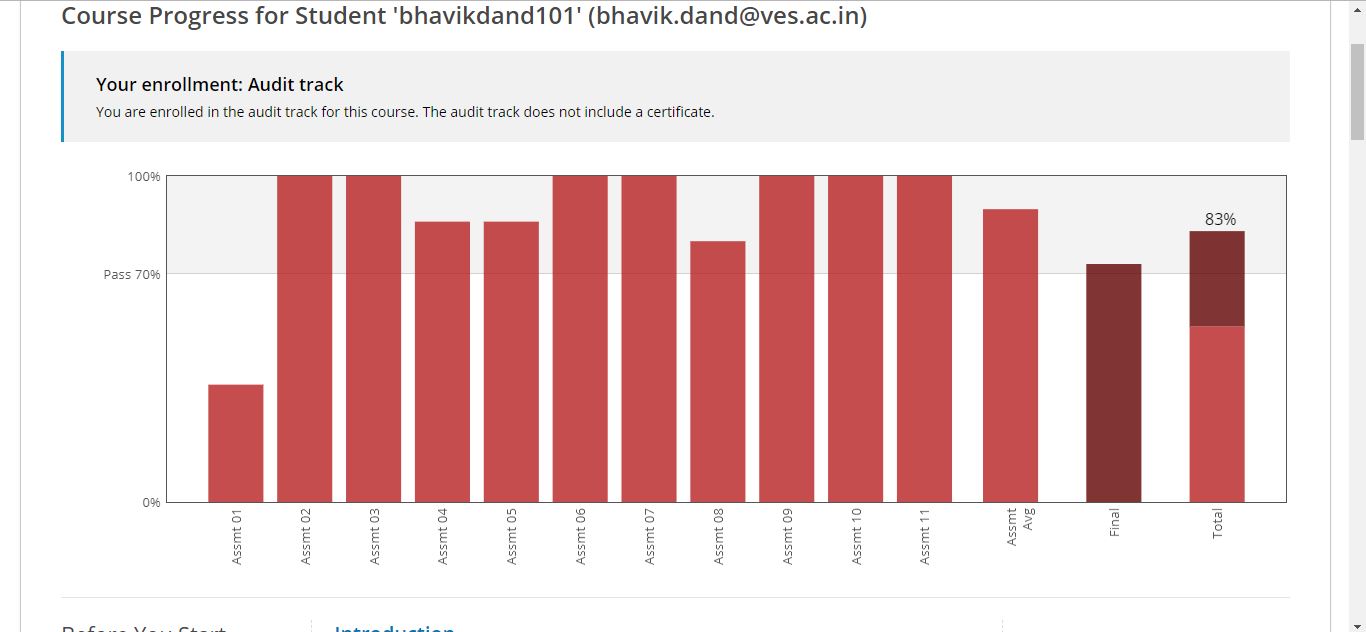 Course Progress for Student 'bhavikdand101' (bhavik.dand@ves.ac.in)
Your enrollment: Audit track
You are enrolled in the audit track for this course. The audit track does not include a certificate.
100%
83%
Pass 70%
0%
Assmt 01
Assmt 02
Assmt 03
Assmt 04
Assmt 05
Assmt 06
Assmt 07
Assmt 08
Assmt 09
Assmt 10
Assmt 11
Assmt
Avg
Final
Total
Before You Start
Introduction